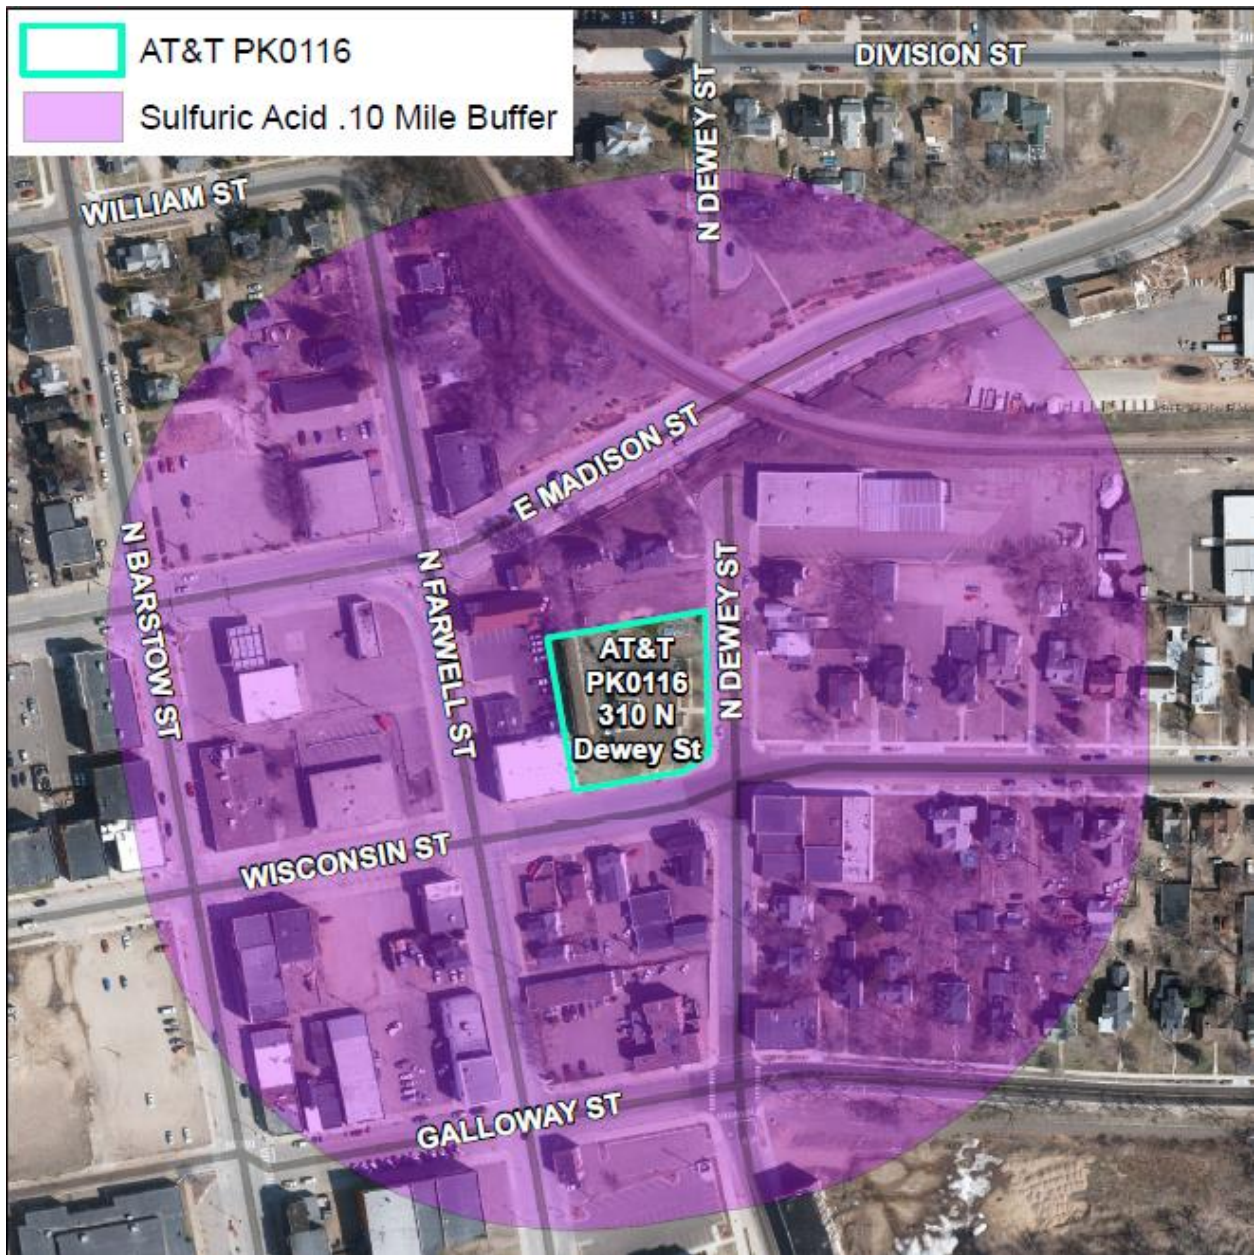 AT&T PK0116
Sulfuric Acid .10 Mile Buffer
DIVISION ST
N DEWEY ST
WILLIAM ST
E MADISON ST
N BARSTOW ST
N FARWELL ST
N DEWEY ST
AT&T
PK0116
310 N
Dewey St
WISCONSIN ST
GALLOWAY ST